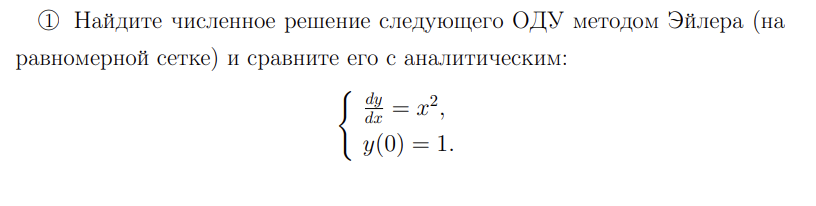 ① Найдите численное решение следующего ОДУ методом Эйлера (на
равномерной сетке) и сравните его с аналитическим:
dy/dx = x²,
y(0) = 1.